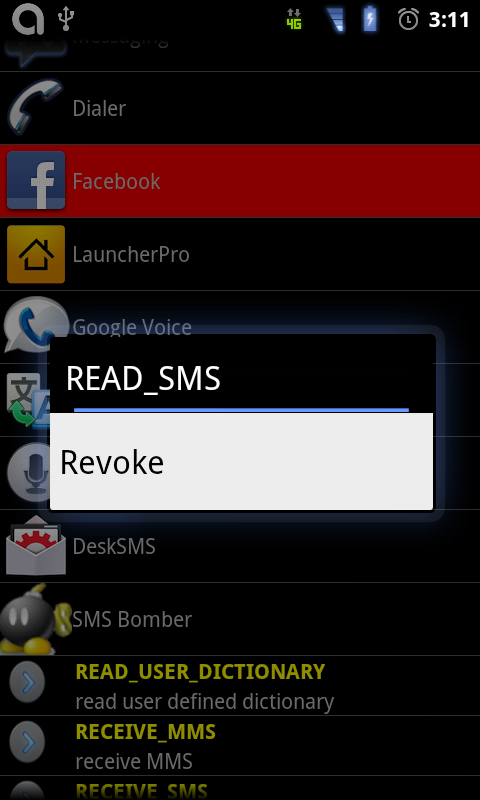 4G 3:11
Messaging
Dialer
Facebook
LauncherPro
Google Voice
READ_SMS
Revoke
DeskSMS
SMS Bomber
READ_USER_DICTIONARY
read user defined dictionary
RECEIVE_MMS
receive MMS
RECEIVE_SMS